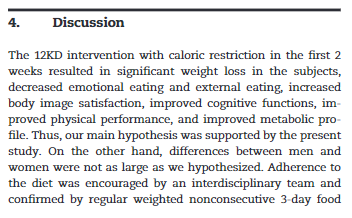 4. Discussion
The 12KD intervention with caloric restriction in the first 2
weeks resulted in significant weight loss in the subjects,
decreased emotional eating and external eating, increased
body image satisfaction, improved cognitive functions, im-
proved physical performance, and improved metabolic pro-
file. Thus, our main hypothesis was supported by the present
study. On the other hand, differences between men and
women were not as large as we hypothesized. Adherence to
the diet was encouraged by an interdisciplinary team and
confirmed by regular weighted nonconsecutive 3-day food